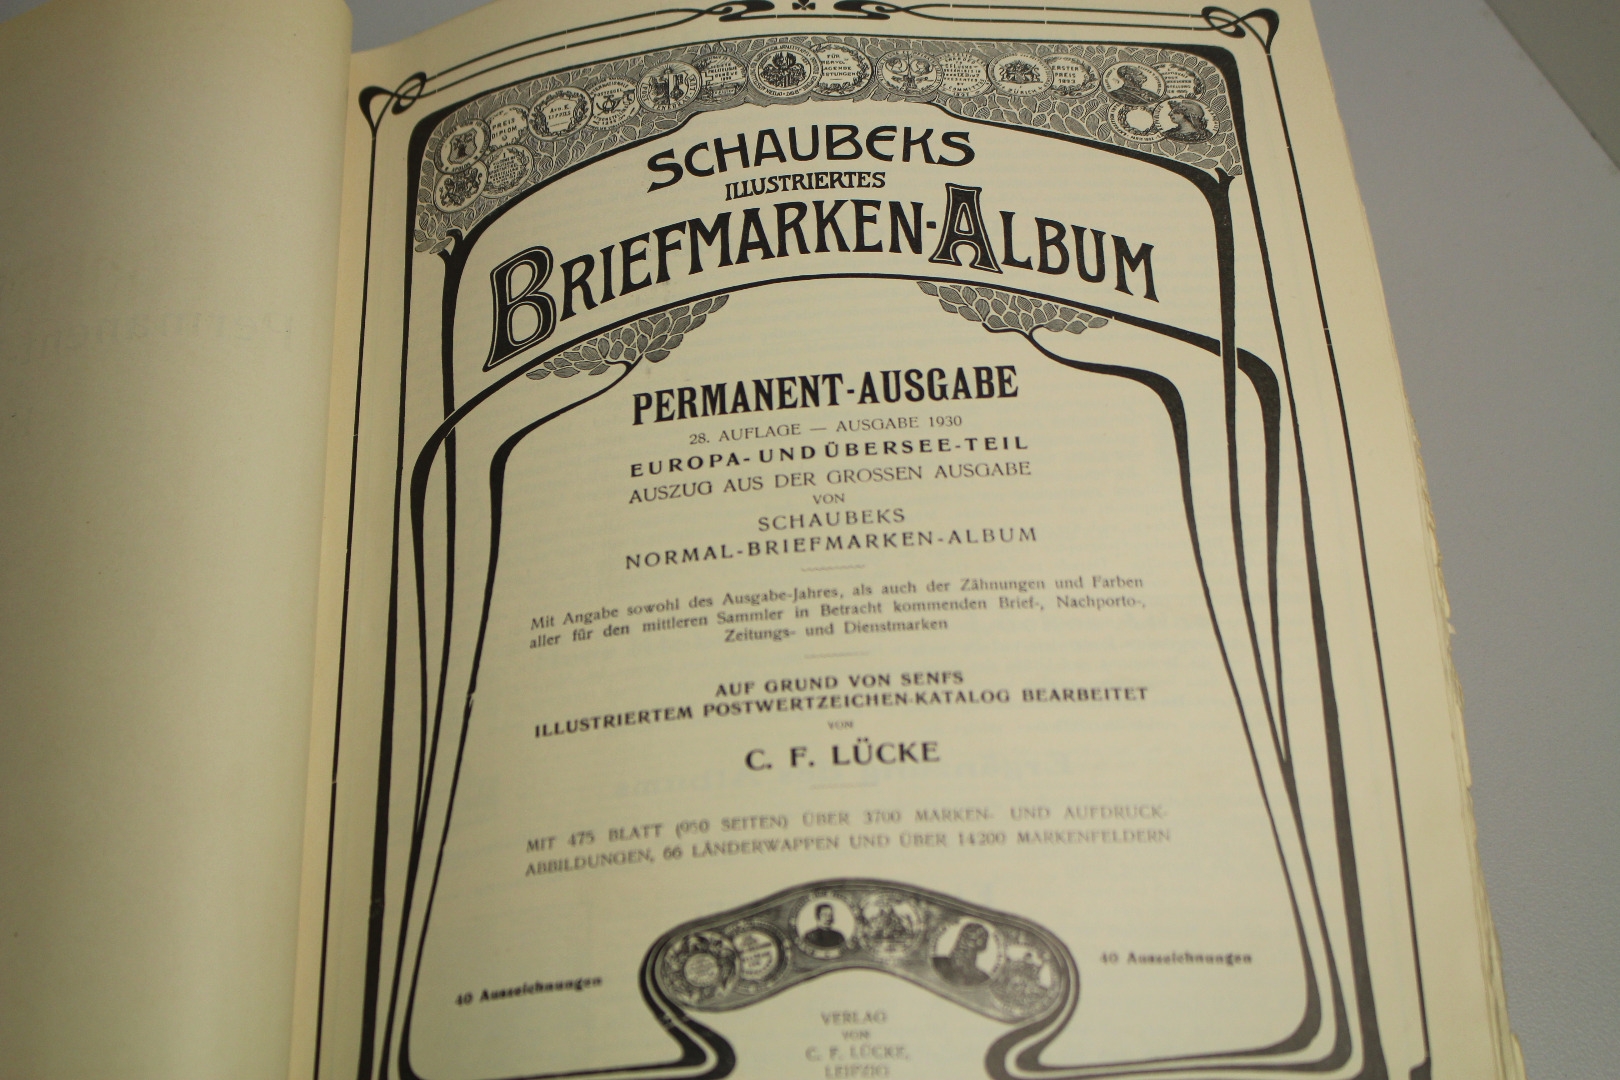 SCHAUBEKS
ILLUSTRIERTES
BRIEFMARKEN-ALBUM
PERMANENT-AUSGABE
28. AUFLAGE — AUSGABE 1930
EUROPA- UND ÜBERSEE-TEIL
AUSZUG AUS DER GROSSEN AUSGABE
VON
SCHAUBEKS
NORMAL-BRIEFMARKEN-ALBUM
Mit Angabe sowohl des Ausgabe-Jahres, als auch der Zähnungen und Farben
aller für den mittleren Sammler in Betracht kommenden Brief-, Nachporto-,
Zeitungs- und Dienstmarken
AUF GRUND VON SENFS
ILLUSTRIERTEM POSTWERTZEICHEN-KATALOG BEARBEITET
VON
C. F. LÜCKE
MIT 475 BLATT (950 SEITEN) ÜBER 3700 MARKEN- UND AUFDRUCK-
ABBILDUNGEN, 66 LÄNDERWAPPEN UND ÜBER 14200 MARKENFELDERN
40 Auszeichnungen
40 Auszeichnungen
VERLAG
VON
C. F. LÜCKE,
LEIPZIG